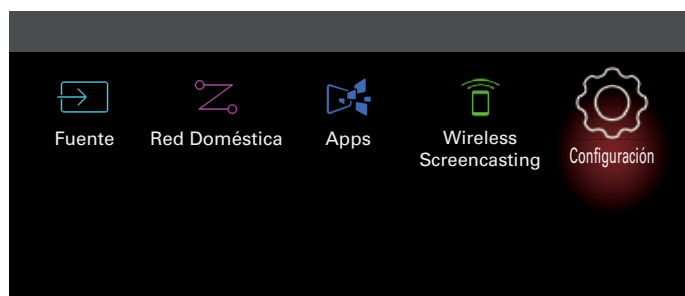 Fuente
Red Doméstica
Apps
Wireless
Screencasting
Configuración